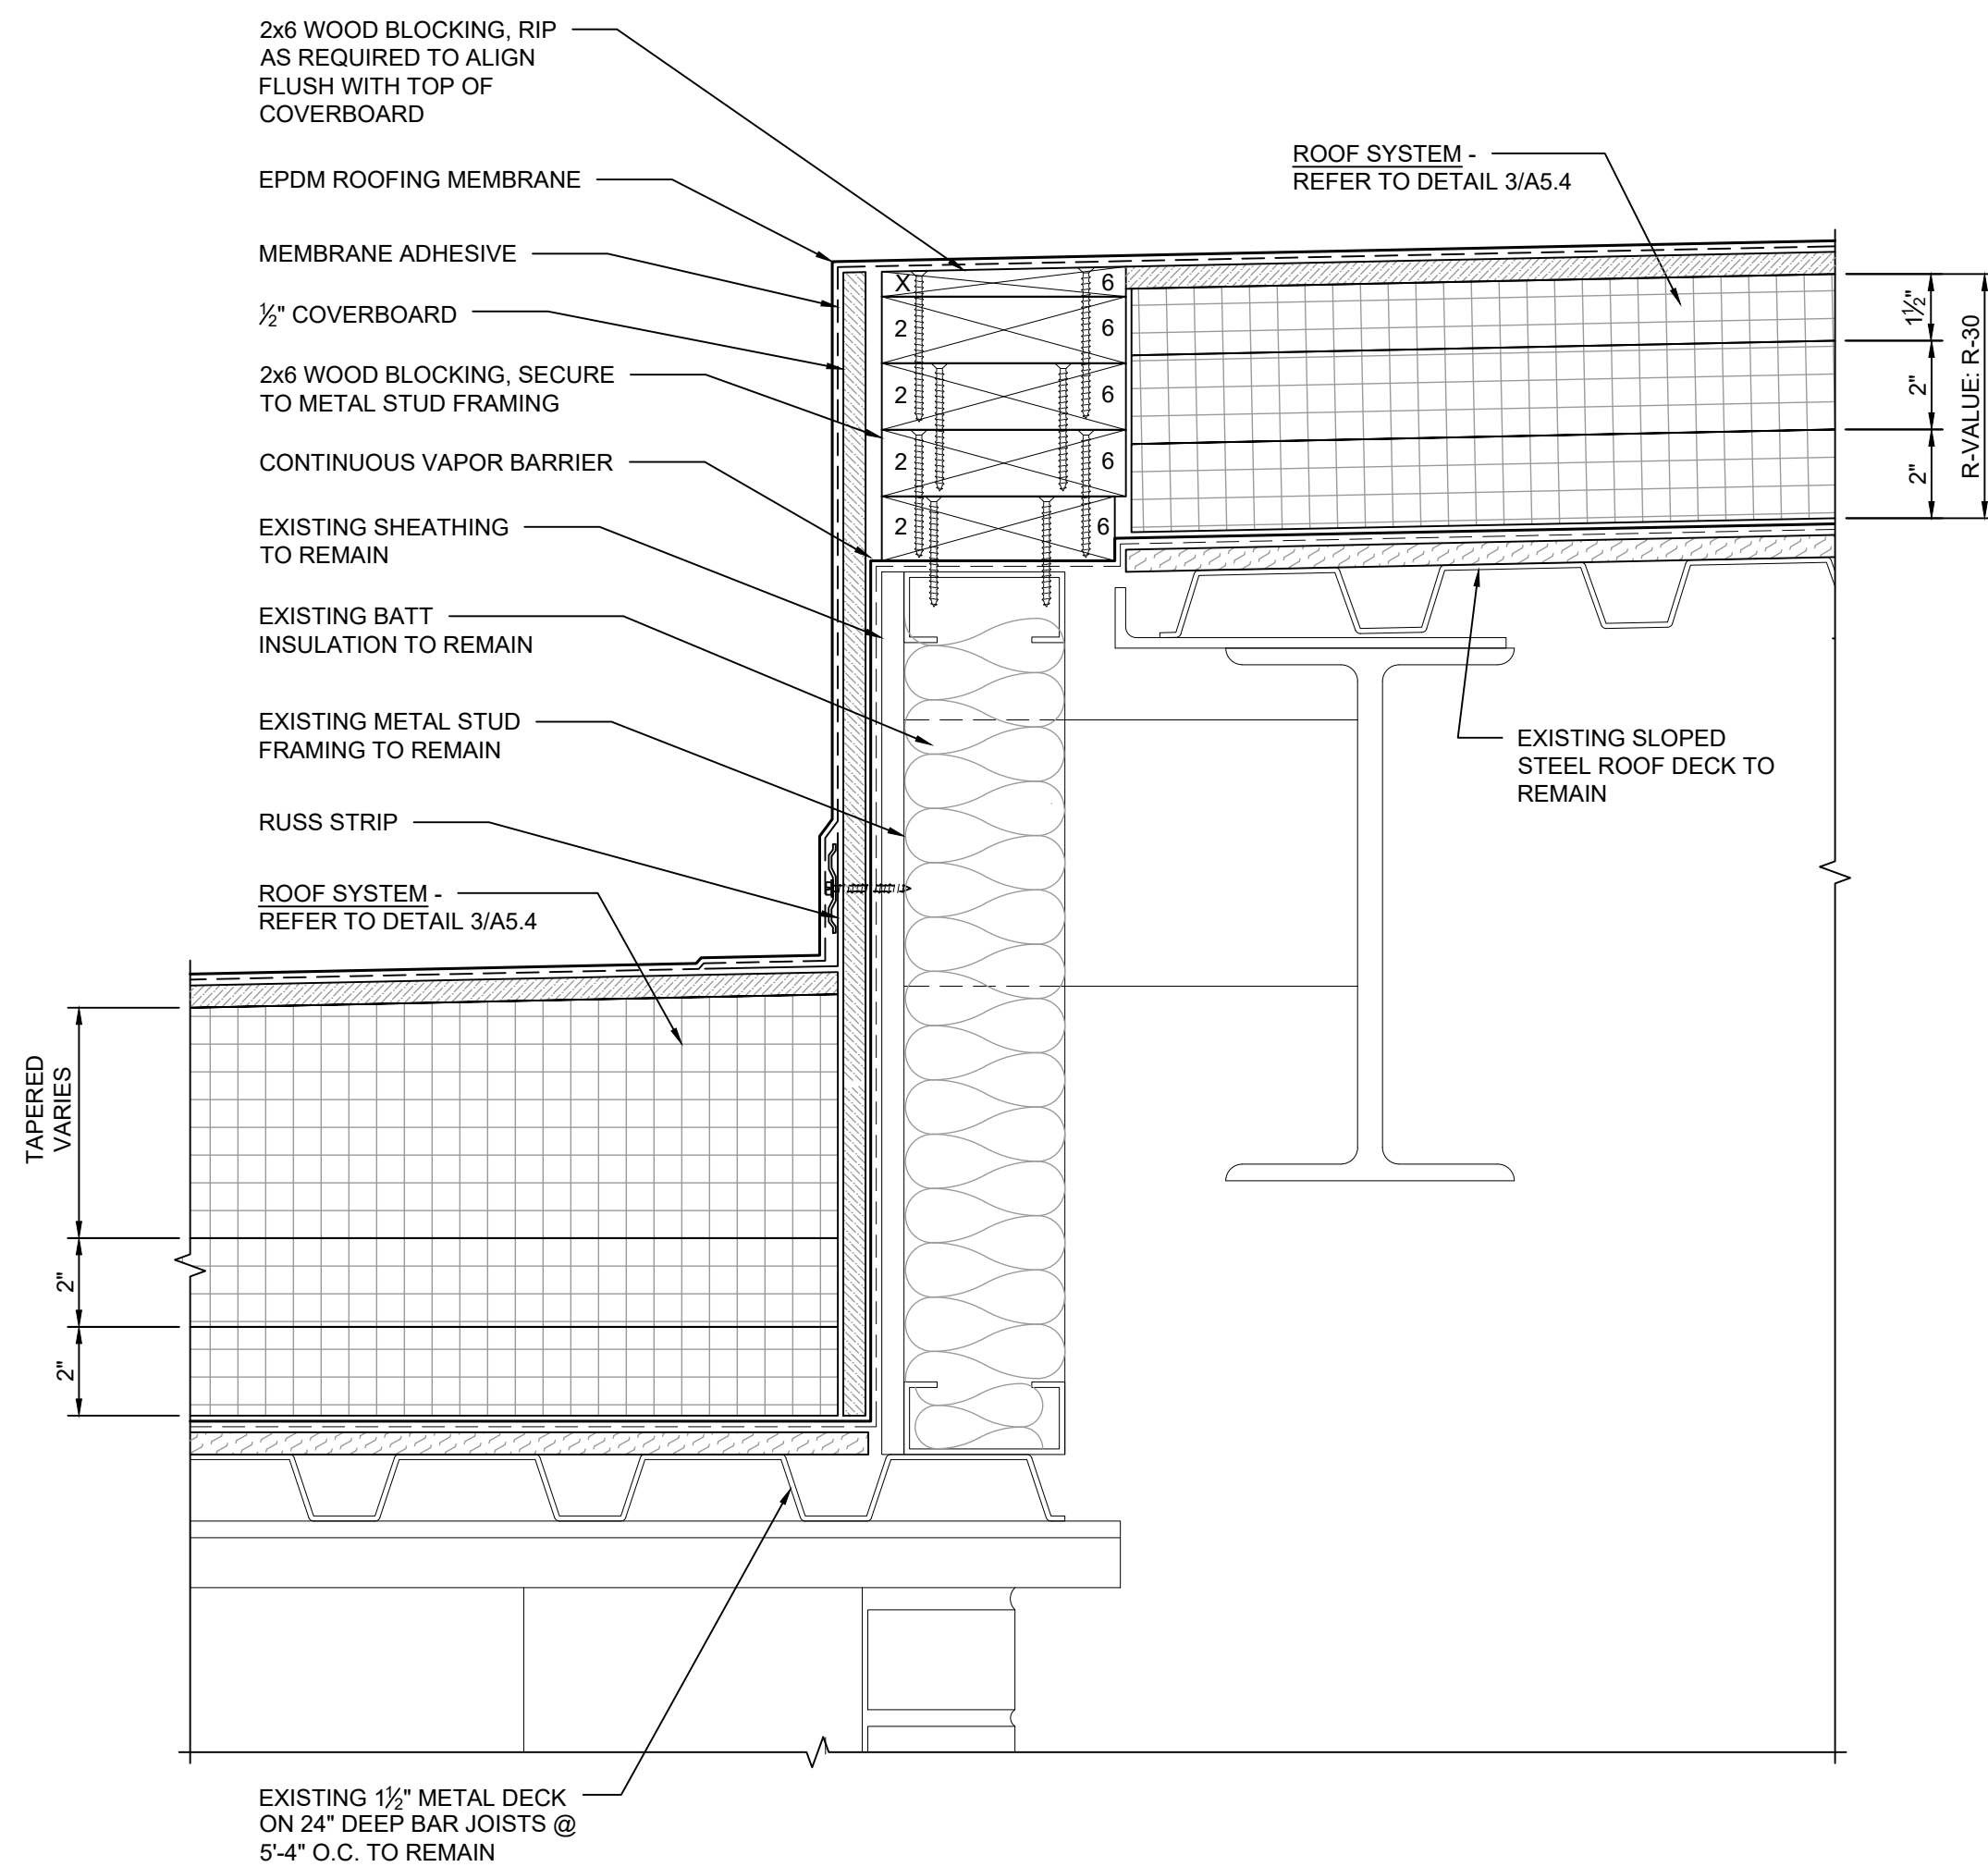 2x6 WOOD BLOCKING, RIP
AS REQUIRED TO ALIGN
FLUSH WITH TOP OF
COVERBOARD
ROOF SYSTEM -
REFER TO DETAIL 3/A5.4
EPDM ROOFING MEMBRANE
MEMBRANE ADHESIVE
½" COVERBOARD
2x6 WOOD BLOCKING, SECURE
TO METAL STUD FRAMING
CONTINUOUS VAPOR BARRIER
EXISTING SHEATHING
TO REMAIN
EXISTING BATT
INSULATION TO REMAIN
EXISTING METAL STUD
FRAMING TO REMAIN
RUSS STRIP
ROOF SYSTEM -
REFER TO DETAIL 3/A5.4
X 6
2 6
2 6
2 6
2 6
1½"
2"
2"
R-VALUE: R-30
EXISTING SLOPED
STEEL ROOF DECK TO
REMAIN
TAPERED
VARIES
2"
2"
EXISTING 1½" METAL DECK
ON 24" DEEP BAR JOISTS @
5'-4" O.C. TO REMAIN